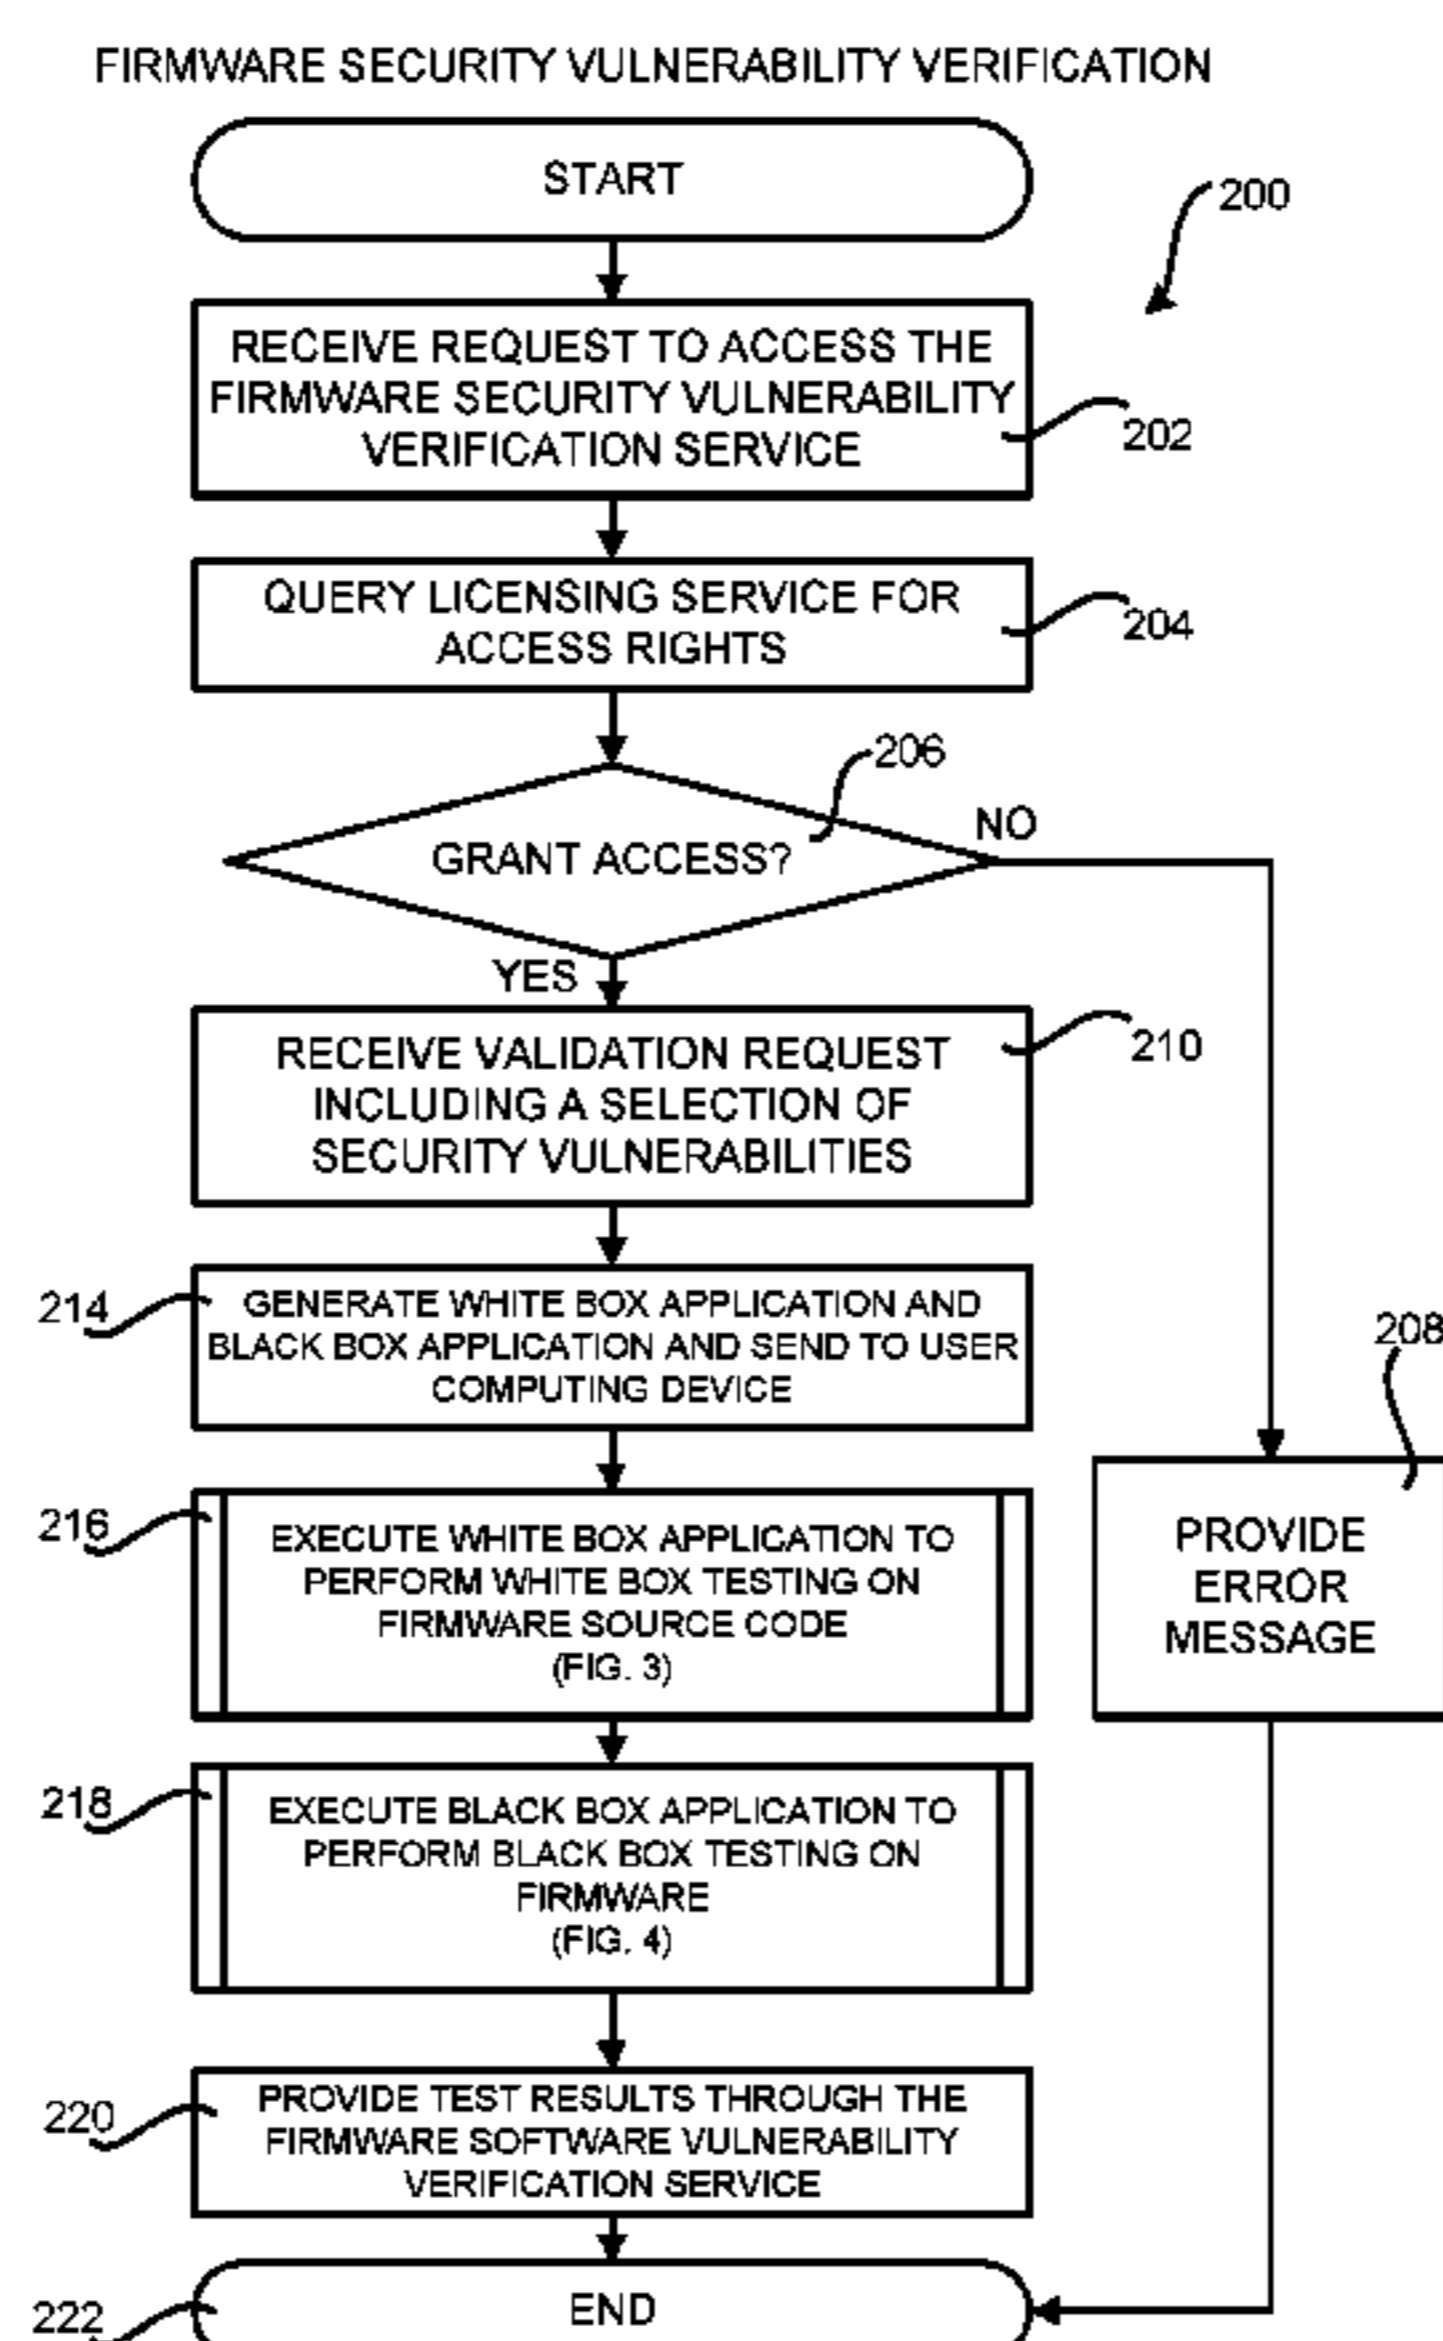 FIRMWARE SECURITY VULNERABILITY VERIFICATION
START
200
RECEIVE REQUEST TO ACCESS THE
FIRMWARE SECURITY VULNERABILITY
VERIFICATION SERVICE
202
QUERY LICENSING SERVICE FOR
ACCESS RIGHTS
204
206
GRANT ACCESS?
NO
YES
RECEIVE VALIDATION REQUEST
INCLUDING A SELECTION OF
SECURITY VULNERABILITIES
210
214
GENERATE WHITE BOX APPLICATION AND
BLACK BOX APPLICATION AND SEND TO USER
COMPUTING DEVICE
208
PROVIDE
ERROR
MESSAGE
216
EXECUTE WHITE BOX APPLICATION TO
PERFORM WHITE BOX TESTING ON
FIRMWARE SOURCE CODE
(FIG. 3)
218
EXECUTE BLACK BOX APPLICATION TO
PERFORM BLACK BOX TESTING ON
FIRMWARE
(FIG. 4)
220
PROVIDE TEST RESULTS THROUGH THE
FIRMWARE SOFTWARE VULNERABILITY
VERIFICATION SERVICE
222
END